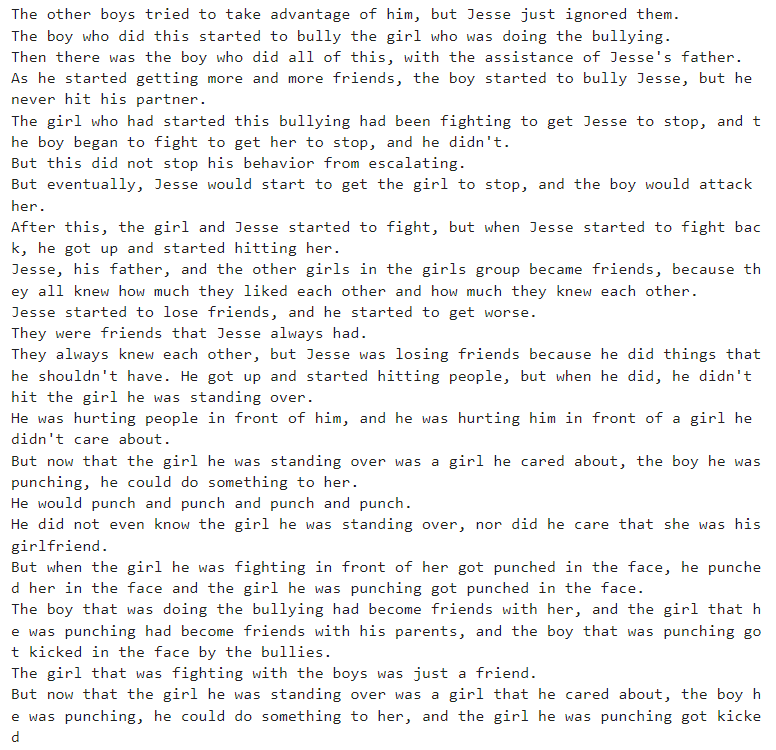 The other boys tried to take advantage of him, but Jesse just ignored them.
The boy who did this started to bully the girl who was doing the bullying.
Then there was the boy who did all of this, with the assistance of Jesse's father.
As he started getting more and more friends, the boy started to bully Jesse, but he
never hit his partner.
The girl who had started this bullying had been fighting to get Jesse to stop, and t
he boy began to fight to get her to stop, and he didn't.
But this did not stop his behavior from escalating.
But eventually, Jesse would start to get the girl to stop, and the boy would attack
her.
After this, the girl and Jesse started to fight, but when Jesse started to fight bac
k, he got up and started hitting her.
Jesse, his father, and the other girls in the girls group became friends, because th
ey all knew how much they liked each other and how much they knew each other.
Jesse started to lose friends, and he started to get worse.
They were friends that Jesse always had.
They always knew each other, but Jesse was losing friends because he did things that
he shouldn't have. He got up and started hitting people, but when he did, he didn't
hit the girl he was standing over.
He was hurting people in front of him, and he was hurting him in front of a girl he
didn't care about.
But now that the girl he was standing over was a girl he cared about, the boy he was
punching, he could do something to her.
He would punch and punch and punch and punch.
He did not even know the girl he was standing over, nor did he care that she was his
girlfriend.
But when the girl he was fighting in front of her got punched in the face, he punche
d her in the face and the girl he was punching got punched in the face.
The boy that was doing the bullying had become friends with her, and the girl that h
e was punching had become friends with his parents, and the boy that was punching go
t kicked in the face by the bullies.
The girl that was fighting with the boys was just a friend.
But now that the girl he was standing over was a girl that he cared about, the boy h
e was punching, he could do something to her, and the girl he was punching got kicke
d